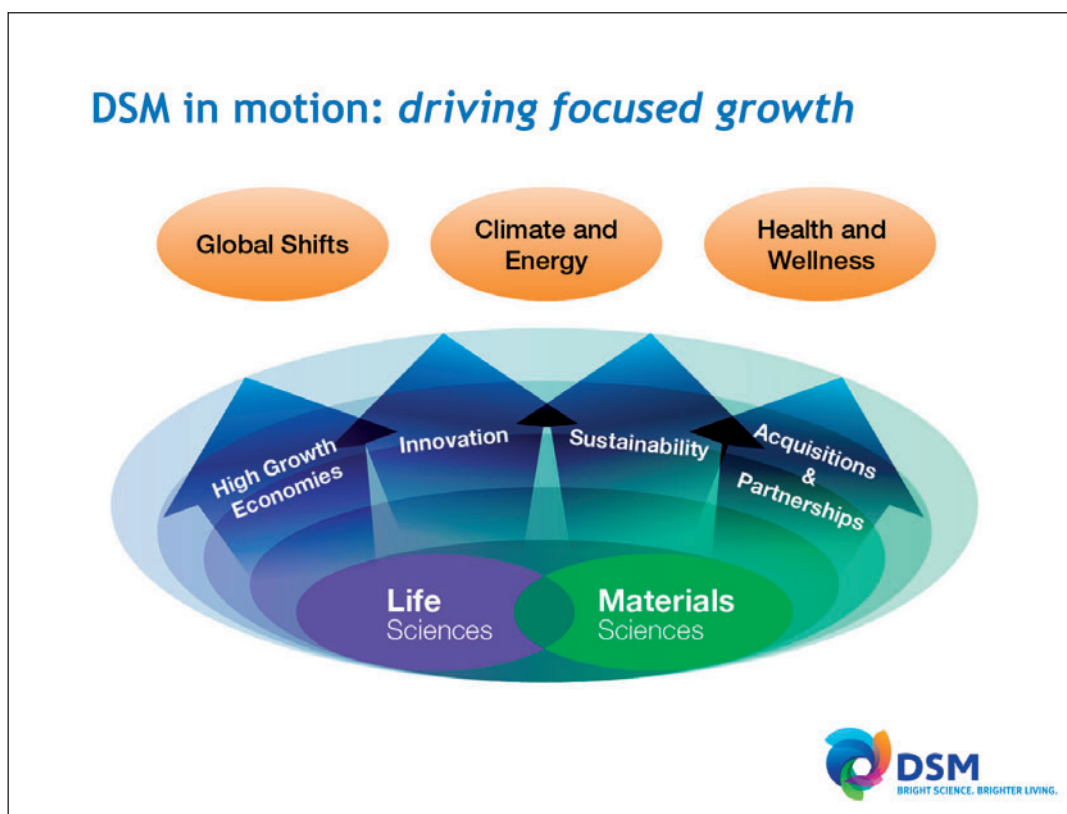 DSM in motion: driving focused growth
Global Shifts
Climate and
Energy
Health and
Wellness
High Growth
Economies
Innovation
Sustainability
Acquisitions
&
Partnerships
Life
Sciences
Materials
Sciences
DSM
BRIGHT SCIENCE. BRIGHTER LIVING.